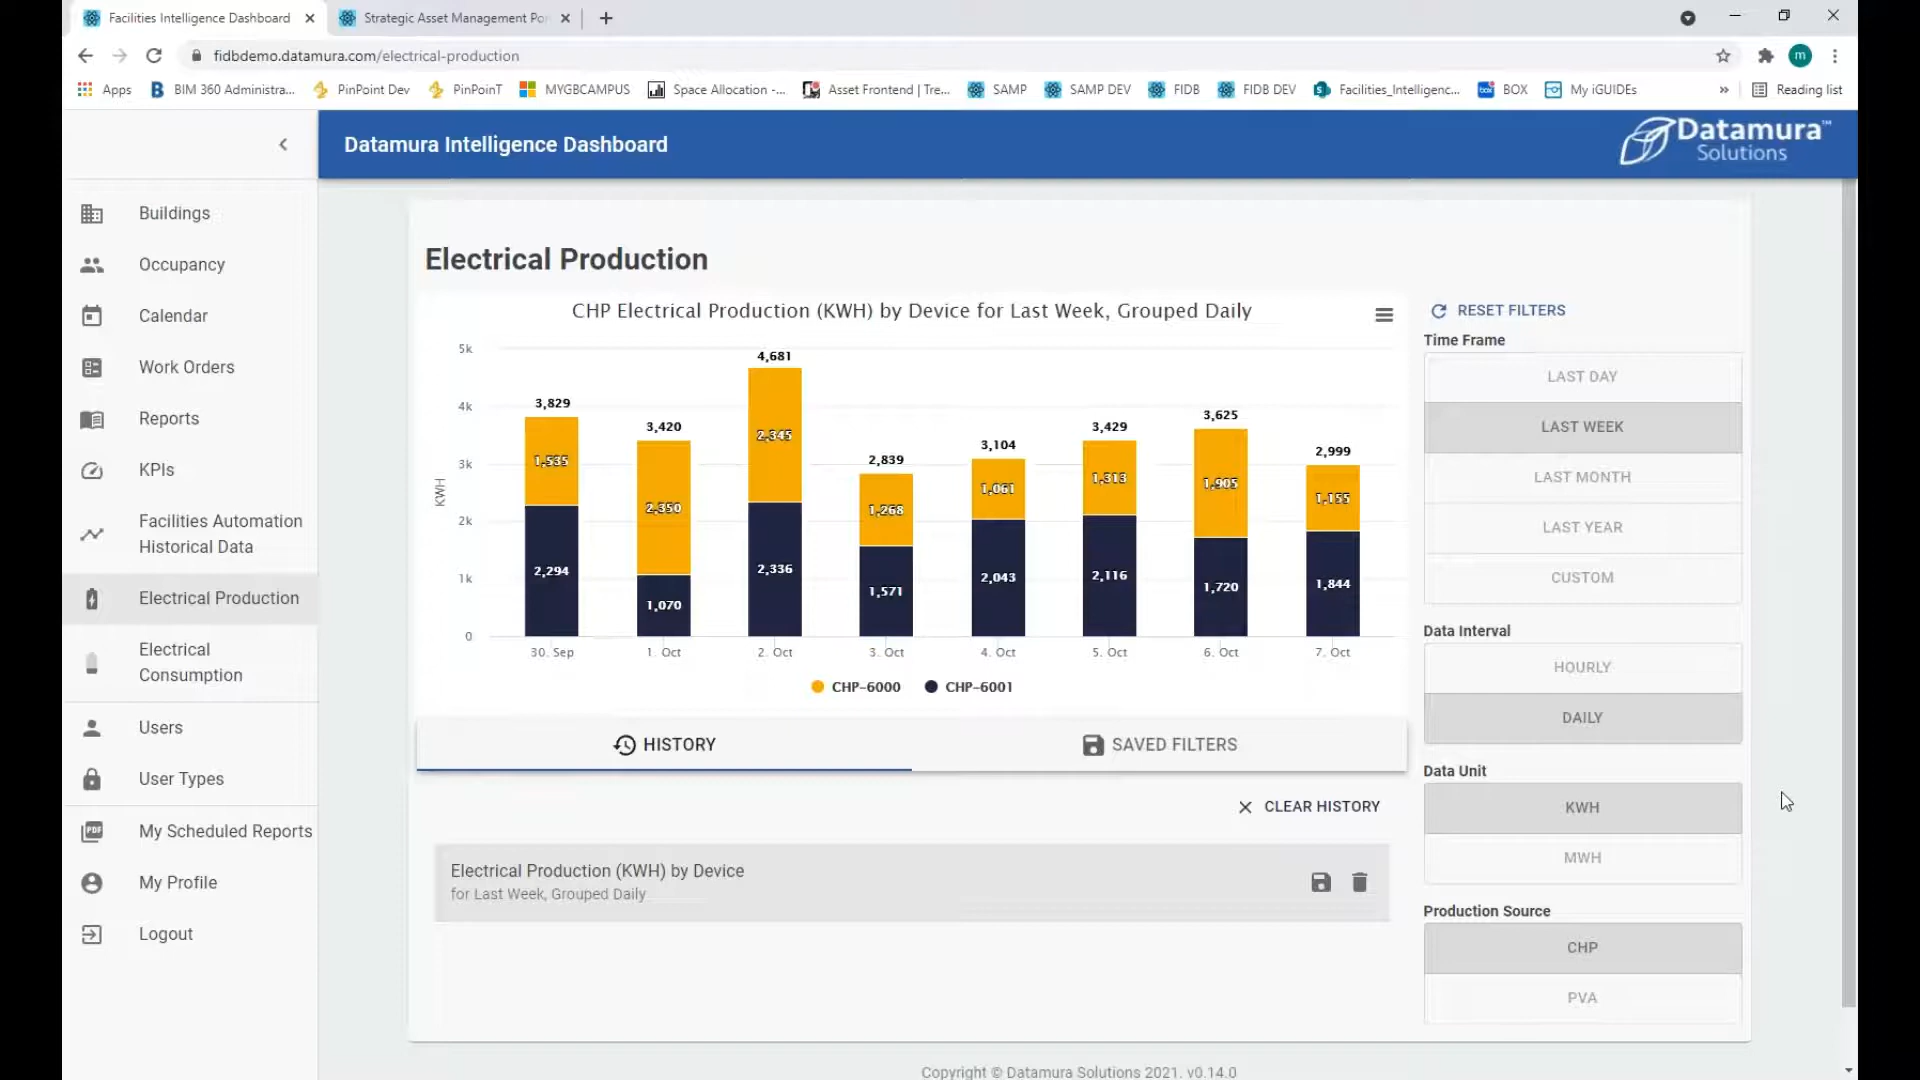 Facilities Intelligence Dashboard
Strategic Asset Management Po
fidbdemo.datamura.com/electrical-production
m
Apps
BIM 360 Administra...
PinPoint Dev
PinPoinT
MYGBCAMPUS
Space Allocation -...
Asset Frontend | Tre...
SAMP
SAMP DEV
FIDB
FIDB DEV
Facilities_Intelligenc...
BOX
My iGUIDEs
»
Reading list
Datamura Intelligence Dashboard
Datamura™
Solutions
Buildings
Occupancy
Calendar
Work Orders
Reports
KPIs
Facilities Automation
Historical Data
Electrical Production
Electrical
Consumption
Users
User Types
PDF
My Scheduled Reports
My Profile
Logout
Electrical Production
CHP Electrical Production (KWH) by Device for Last Week, Grouped Daily
KWH
5k
4k
3k
2k
1k
0
3,829
3,420
4,681
2,839
3,104
3,429
3,625
2,999
1,535
2,350
2,345
1,268
1,061
1,313
1,905
1,155
2,294
1,070
2,336
1,571
2,043
2,116
1,720
1,844
30. Sep
1. Oct
2. Oct
3. Oct
4. Oct
5. Oct
6. Oct
7. Oct
CHP-6000
CHP-6001
HISTORY
SAVED FILTERS
CLEAR HISTORY
Electrical Production (KWH) by Device
for Last Week, Grouped Daily
RESET FILTERS
Time Frame
LAST DAY
LAST WEEK
LAST MONTH
LAST YEAR
CUSTOM
Data Interval
HOURLY
DAILY
Data Unit
KWH
MWH
Production Source
CHP
PVA
Copyright © Datamura Solutions 2021. v0.14.0